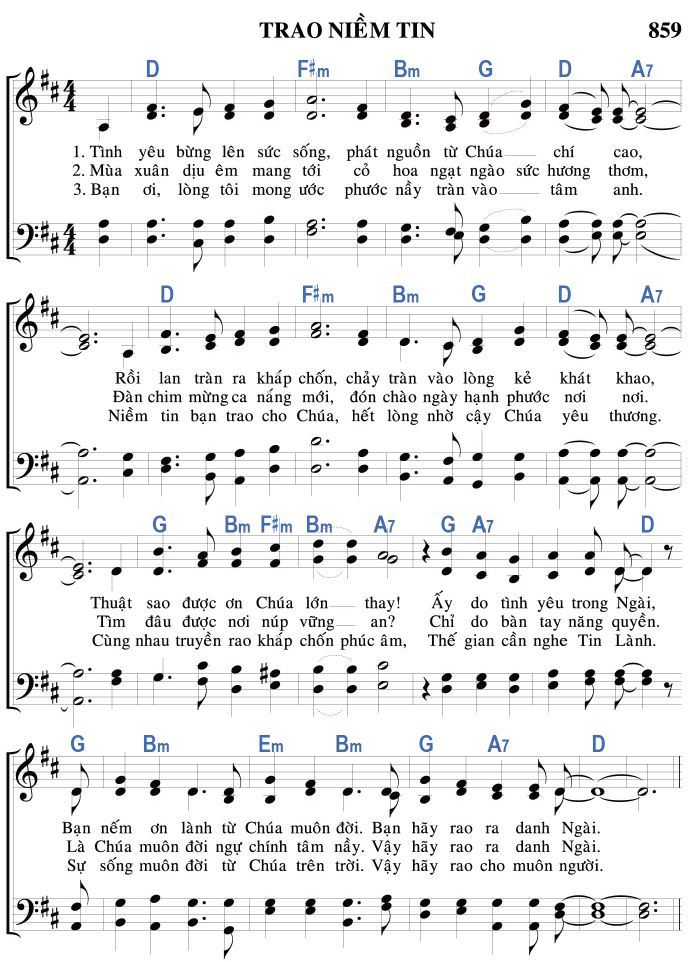 TRAO NIỀM TIN 859
D F#m Bm G D A7
4 4
1. Tình yêu bừng lên sức sống, phát nguồn từ Chúa chí cao,
2. Mùa xuân dịu êm mang tới cỏ hoa ngạt ngào sức hương thơm,
3. Bạn ơi, lòng tôi mong ước phước nầy tràn vào tâm anh.
4 4
D F#m Bm G D A7
Rồi lan tràn ra khắp chốn, chảy tràn vào lòng kẻ khát khao,
Đàn chim mừng ca nắng mới, đón chào ngày hạnh phước nơi nơi.
Niềm tin bạn trao cho Chúa, hết lòng nhờ cậy Chúa yêu thương.
G Bm F#m Bm A7 G A7 D
Thuật sao được ơn Chúa lớn thay! Ấy do tình yêu trong Ngài,
Tìm đâu được nơi núp vững an? Chỉ do bàn tay năng quyền.
Cùng nhau truyền rao khắp chốn phúc âm, Thế gian cần nghe Tin Lành.
G Bm Em Bm G A7 D
Bạn nếm ơn lành từ Chúa muôn đời. Bạn hãy rao ra danh Ngài.
Là Chúa muôn đời ngự chính tâm nầy. Vậy hãy rao ra danh Ngài.
Sự sống muôn đời từ Chúa trên trời. Vậy hãy rao cho muôn người.